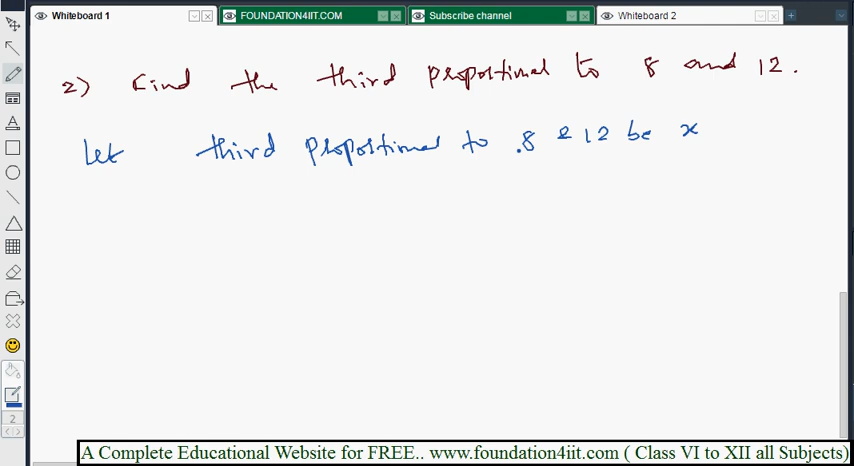 Whiteboard 1
FOUNDATION4IIT.COM
Subscribe channel
Whiteboard 2
2) Find the third proportional to 8 and 12.
Let third proportional to .8 & 12 be x
A
2
A Complete Educational Website for FREE.. www.foundation4iit.com ( Class VI to XII all Subjects)